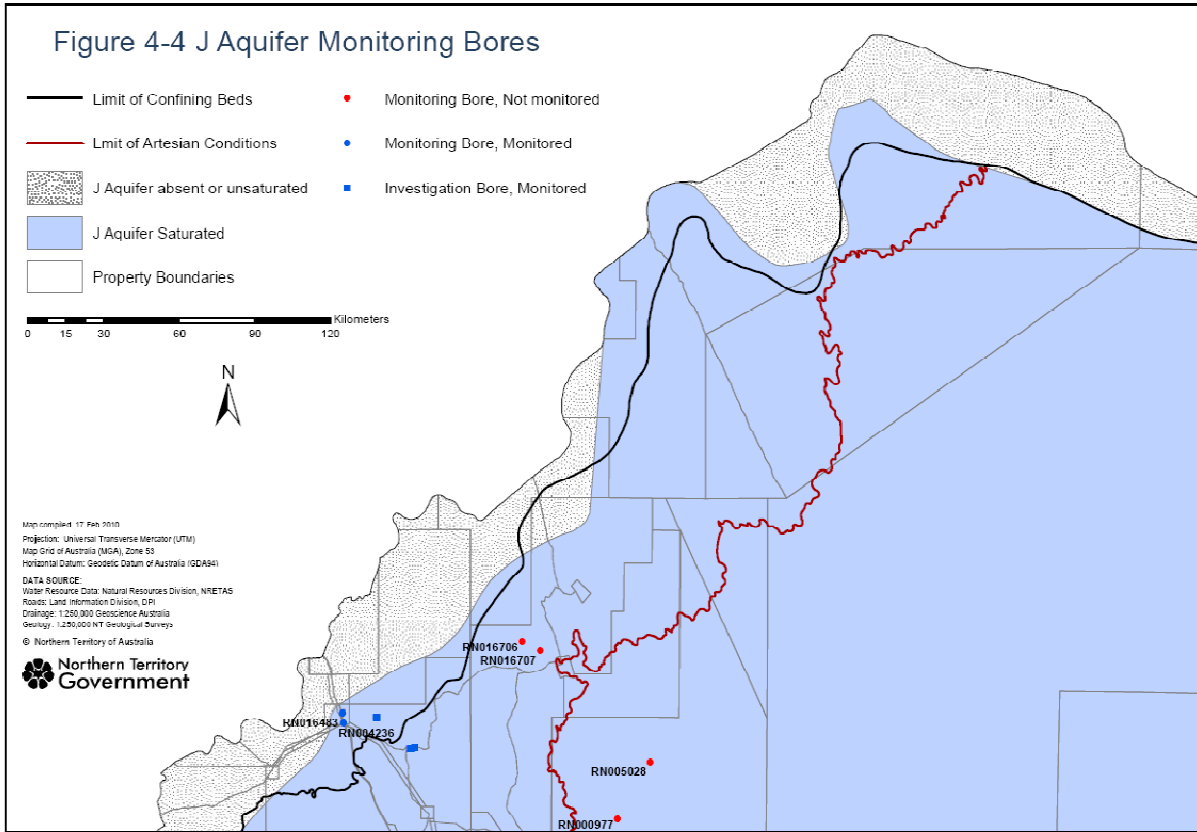 Figure 4-4 J Aquifer Monitoring Bores
Limit of Confining Beds
Limit of Artesian Conditions
J Aquifer absent or unsaturated
J Aquifer Saturated
Property Boundaries
Monitoring Bore, Not monitored
Monitoring Bore, Monitored
Investigation Bore, Monitored
Kilometers
0 15 30 60 90 120
N
Map compiled 17 Feb 2010
Projection: Universal Transverse Mercator (UTM)
Map Grid of Australia (MGA), Zone 53
Horizontal Datum: Geodetic Datum of Australia (GDA94)
DATA SOURCE:
Water Resource Data: Natural Resources Division, NRETAS
Roads: Land Information Division, DPI
Drainage: 1:250,000 Geoscience Australia
Geology: 1:250,000 NT Geological Surveys
© Northern Territory of Australia
Northern Territory
Government
RN016706
RN016707
RN016483
RN004236
RN005028
RN000977